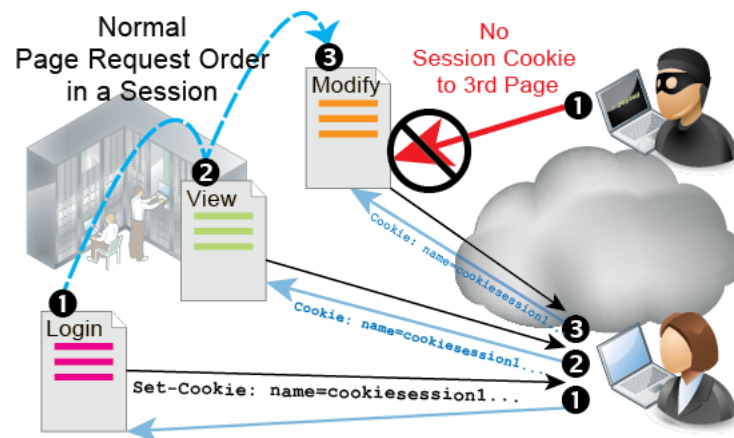 Normal
Page Request Order
in a Session
No
Session Cookie
to 3rd Page
3
Modify
1
2
View
Cookie: name=cookiesession1...
1
Login
Cookie: name=cookiesession1...
3
2
Set-Cookie: name=cookiesession1...
1